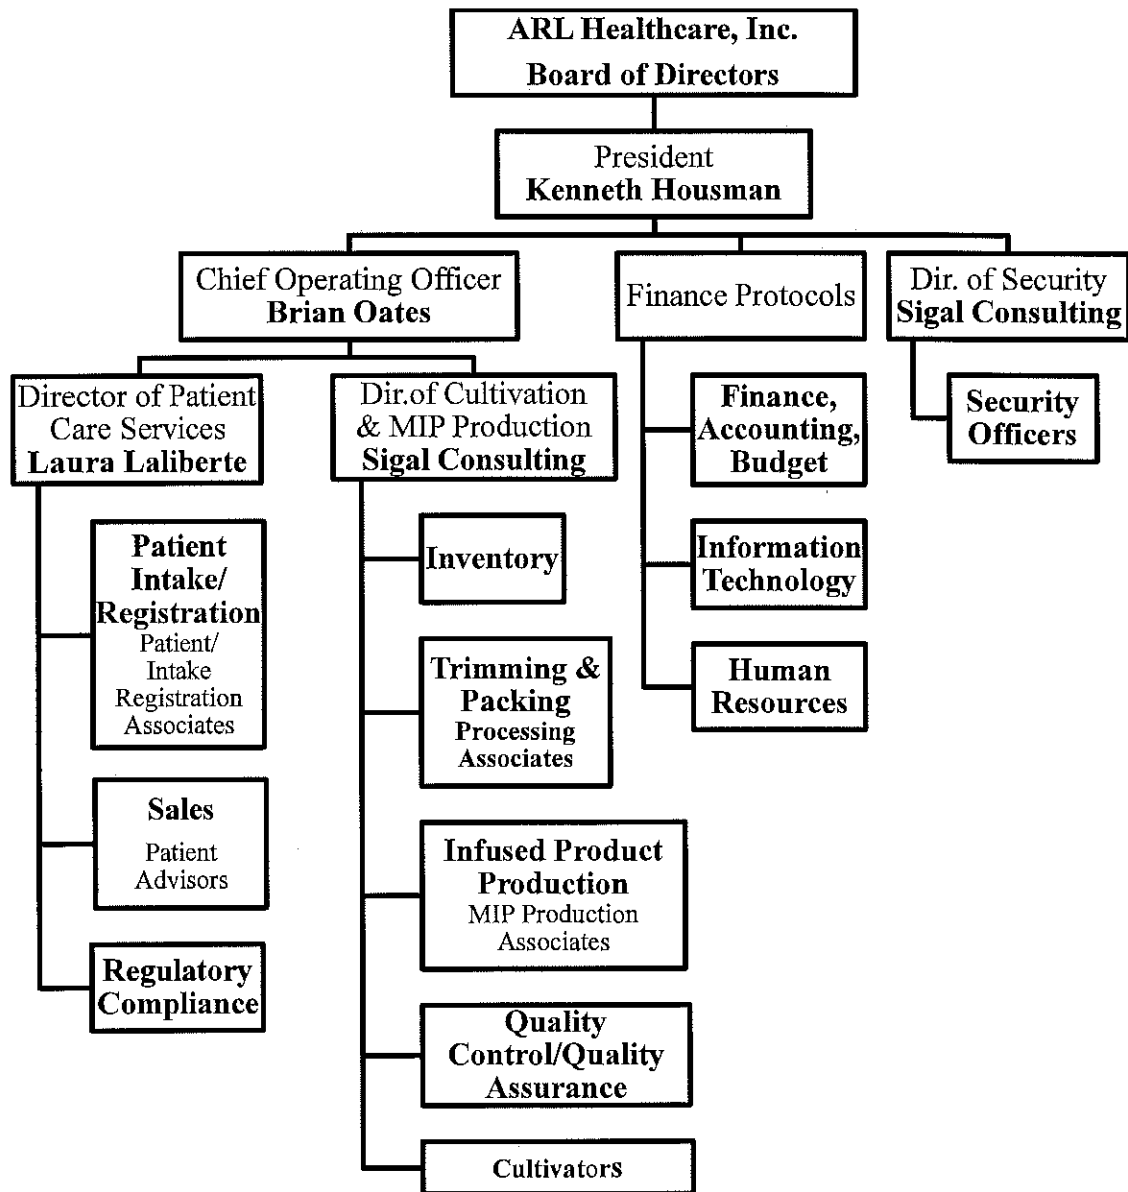 ARL Healthcare, Inc.
Board of Directors
President
Kenneth Housman
Chief Operating Officer
Brian Oates
Finance Protocols
Dir. of Security
Sigal Consulting
Director of Patient
Care Services
Laura Laliberte
Dir.of Cultivation
& MIP Production
Sigal Consulting
Finance,
Accounting,
Budget
Security
Officers
Patient
Intake/
Registration
Patient/
Intake
Registration
Associates
Inventory
Information
Technology
Trimming &
Packing
Processing
Associates
Human
Resources
Sales
Patient
Advisors
Infused Product
Production
MIP Production
Associates
Regulatory
Compliance
Quality
Control/Quality
Assurance
Cultivators